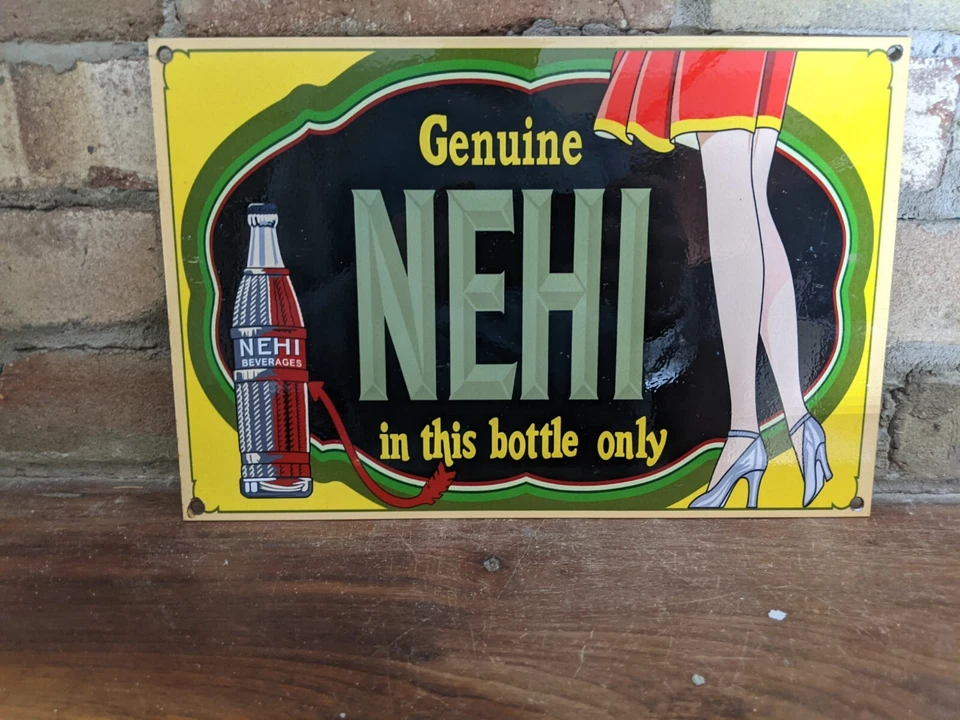 Genuine
NEHI
in this bottle only
NEHI
BEVERAGES